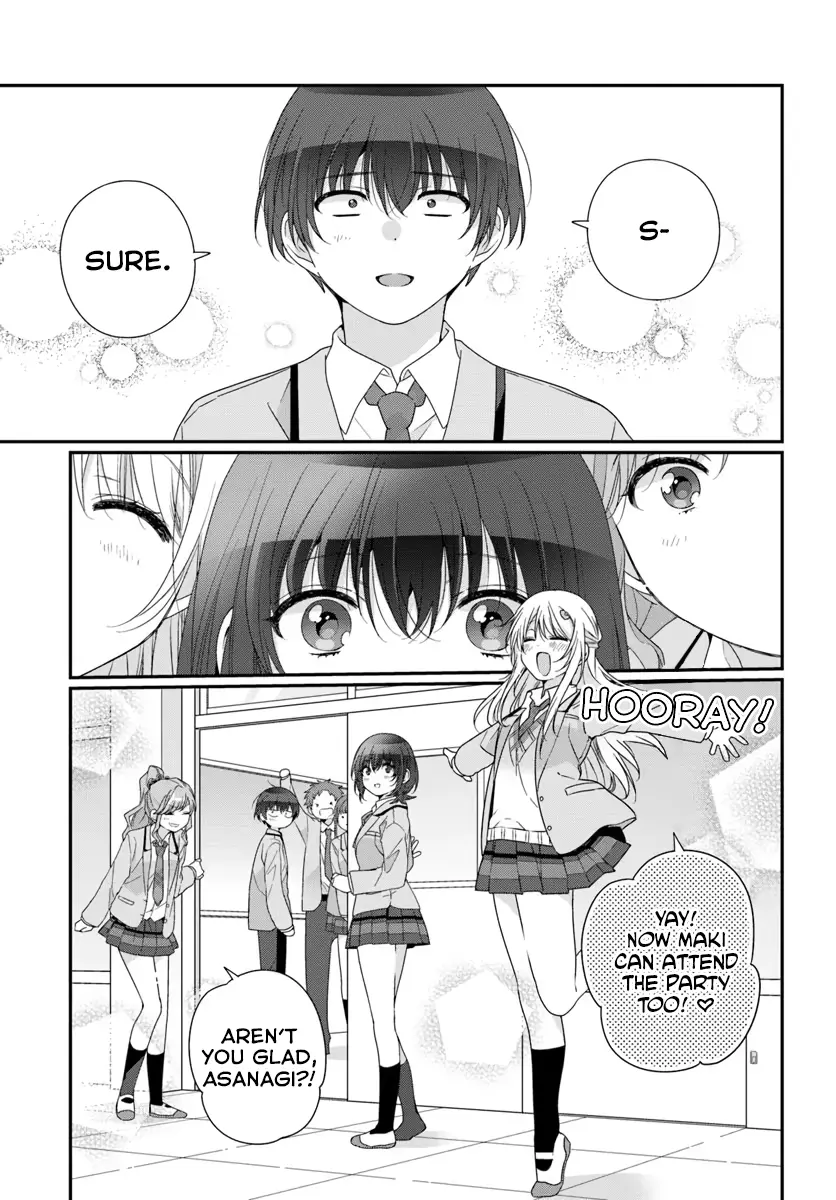 S-
SURE.
HOORAY!
YAY!
NOW MAKI
CAN ATTEND
THE PARTY
TOO! ♡
AREN'T
YOU GLAD,
ASANAGI?!